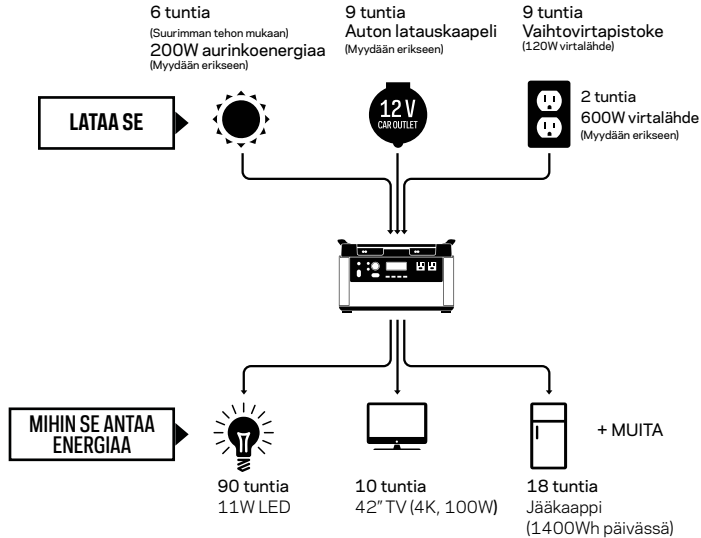 6 tuntia
(Suurimman tehon mukaan)
200W aurinkoenergiaa
(Myydään erikseen)
9 tuntia
Auton latauskaapeli
(Myydään erikseen)
9 tuntia
Vaihtovirtapistoke
(120W virtalähde)
LATAA SE
12 V
CAR OUTLET
2 tuntia
600W virtalähde
(Myydään erikseen)
MIHIN SE ANTAA
ENERGIAA
+ MUITA
90 tuntia
11W LED
10 tuntia
42” TV (4K, 100W)
18 tuntia
Jääkaappi
(1400Wh päivässä)